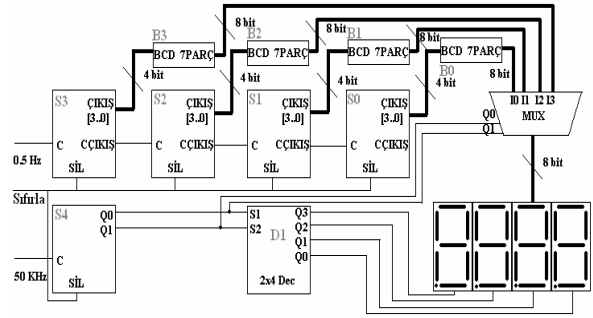 B3 B2 B1 B0
8 bit 8 bit 8 bit 8 bit
BCD 7PARÇ BCD 7PARÇ BCD 7PARÇ BCD 7PARÇ
4 bit 4 bit 4 bit 4 bit
S3 S2 S1 S0
ÇIKIŞ ÇIKIŞ ÇIKIŞ ÇIKIŞ
[3..0] [3..0] [3..0] [3..0]
C CÇIKIŞ C CÇIKIŞ C CÇIKIŞ C CÇIKIŞ
SİL SİL SİL SİL
0.5 Hz
I0 I1 I2 I3
Q0
Q1
MUX
8 bit
Sıfırla
S4
Q0
Q1
C
SİL
50 KHz
S1
S2
D1
Q3
Q2
Q1
Q0
2x4 Dec